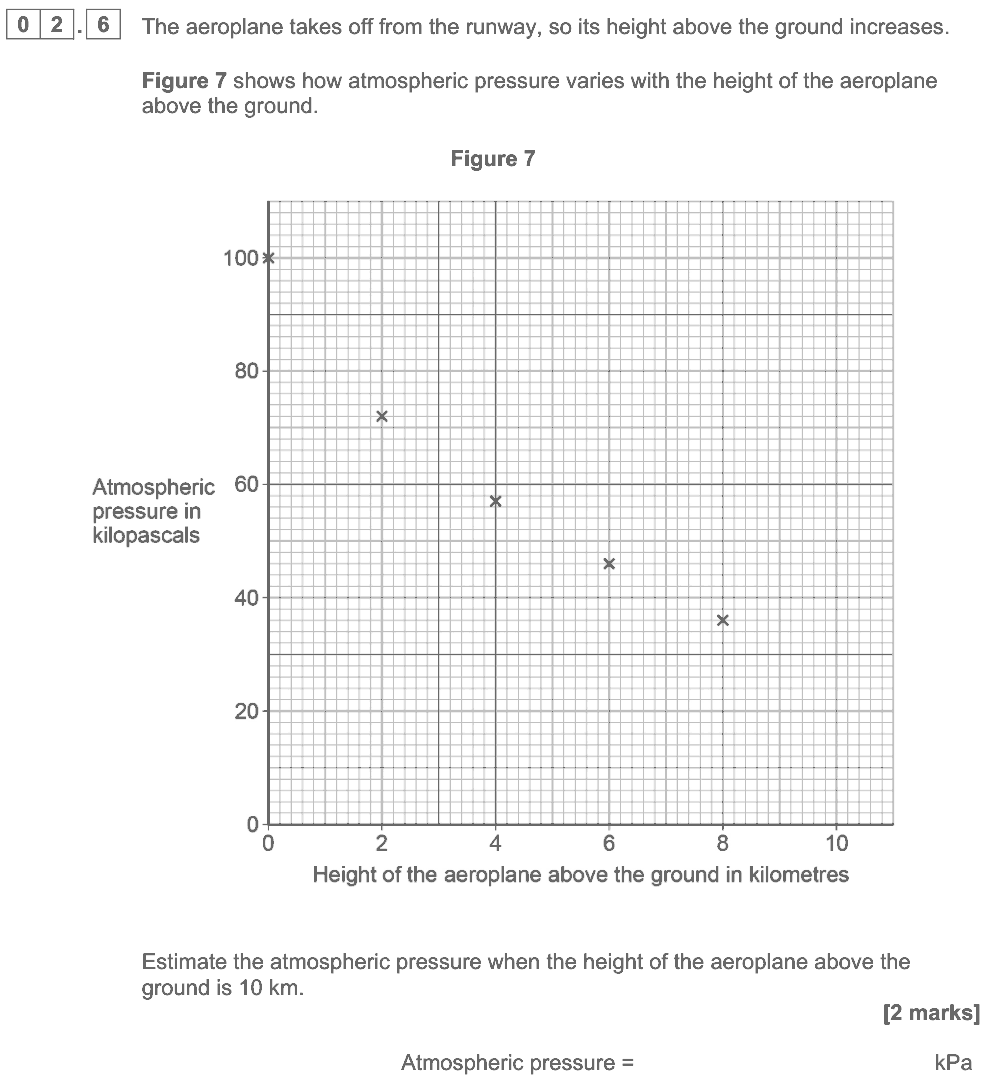 0 2 . 6 The aeroplane takes off from the runway, so its height above the ground increases.
Figure 7 shows how atmospheric pressure varies with the height of the aeroplane
above the ground.
Figure 7
100
80
60
40
20
0
Atmospheric
pressure in
kilopascals
0 2 4 6 8 10
Height of the aeroplane above the ground in kilometres
Estimate the atmospheric pressure when the height of the aeroplane above the
ground is 10 km.
[2 marks]
Atmospheric pressure = kPa